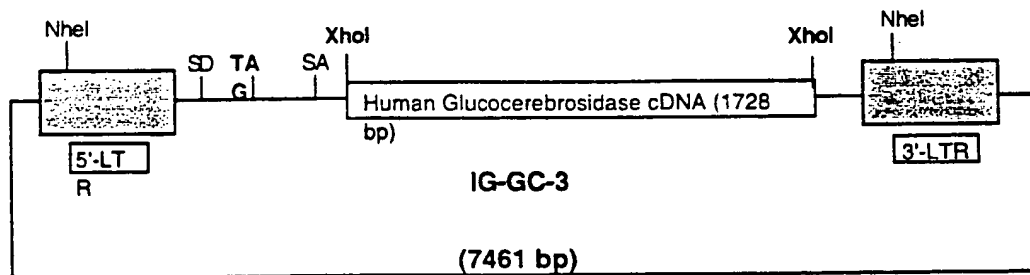 NheI
SD
TA
G
SA
XhoI
XhoI
NheI
Human Glucocerebrosidase cDNA (1728
bp)
5'-LT
R
3'-LTR
IG-GC-3
(7461 bp)